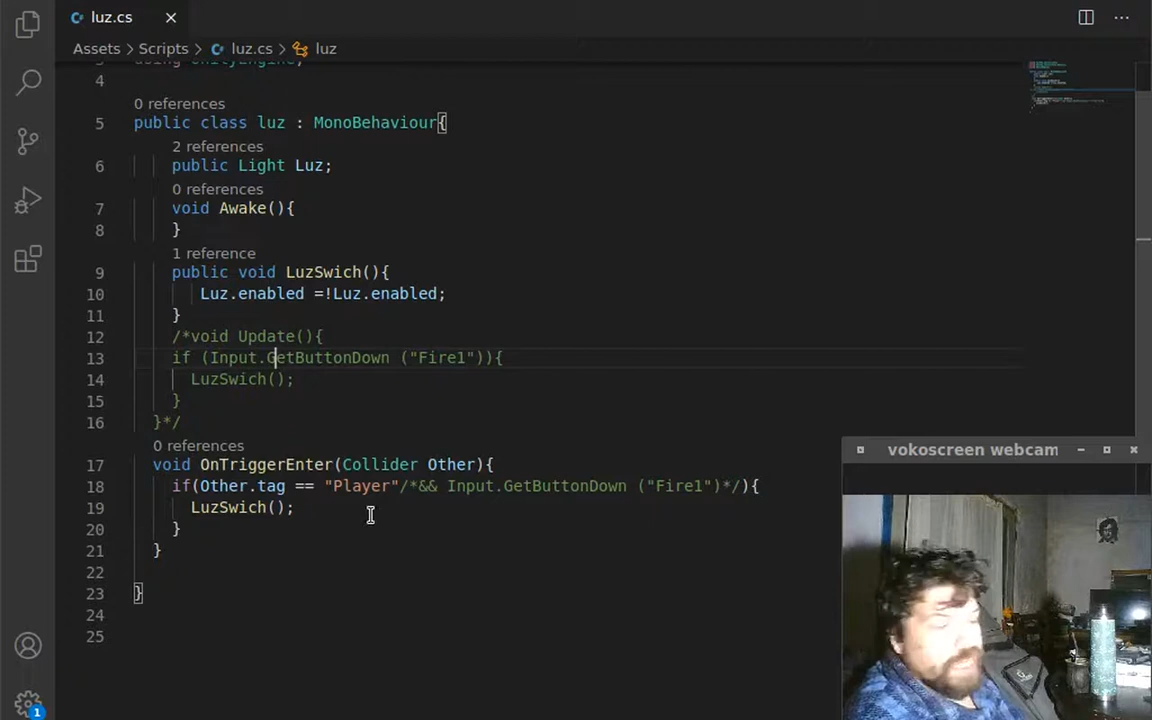 luz.cs
Assets > Scripts > luz.cs > luz
using UnityEngine;
4
0 references
5 public class luz : MonoBehaviour{
2 references
6 public Light Luz;
0 references
7 void Awake(){
8 }
1 reference
9 public void LuzSwich(){
10 Luz.enabled =!Luz.enabled;
11 }
12 /*void Update(){
13 if (Input.GetButtonDown ("Fire1")){
14 LuzSwich();
15 }
16 }*/
0 references
17 void OnTriggerEnter(Collider Other){
18 if(Other.tag == "Player"/*&& Input.GetButtonDown ("Fire1")*/){
19 LuzSwich();
20 }
21 }
22
23 }
24
25
vokoscreen webcam
1